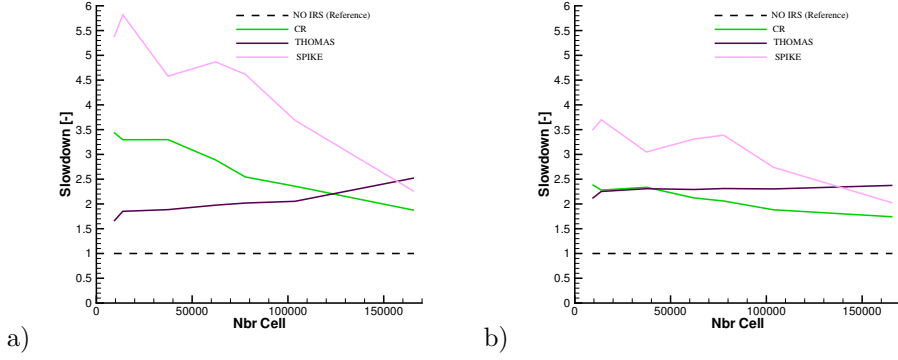 6
5.5
5
4.5
4
3.5
3
2.5
2
1.5
1
0.5
0
Slowdown [-]
NO IRS (Reference)
CR
THOMAS
SPIKE
0
50000
100000
150000
Nbr Cell
a)
6
5.5
5
4.5
4
3.5
3
2.5
2
1.5
1
0.5
0
Slowdown [-]
NO IRS (Reference)
CR
THOMAS
SPIKE
0
50000
100000
150000
Nbr Cell
b)